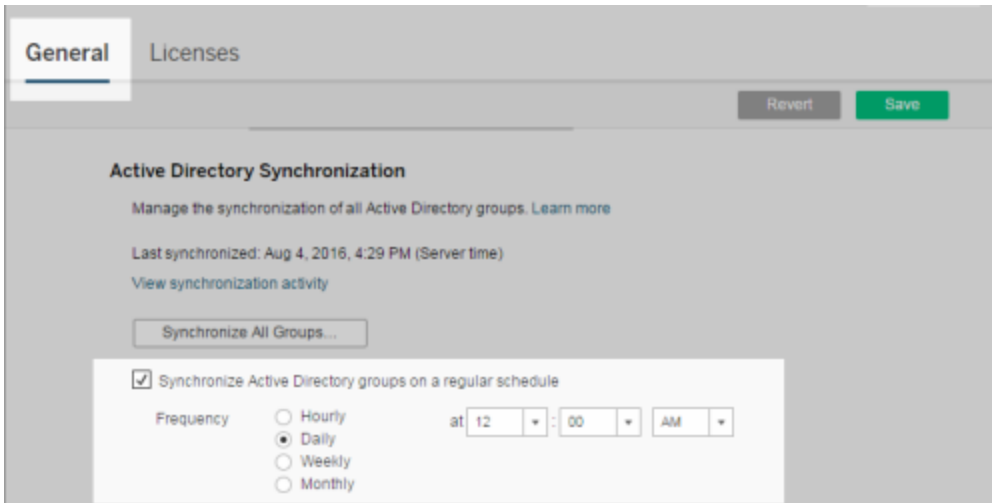 General Licenses
Revert Save
Active Directory Synchronization
Manage the synchronization of all Active Directory groups. Learn more
Last synchronized: Aug 4, 2016, 4:29 PM (Server time)
View synchronization activity
Synchronize All Groups...
Synchronize Active Directory groups on a regular schedule
Frequency Hourly at 12 : 00 AM
Daily
Weekly
Monthly